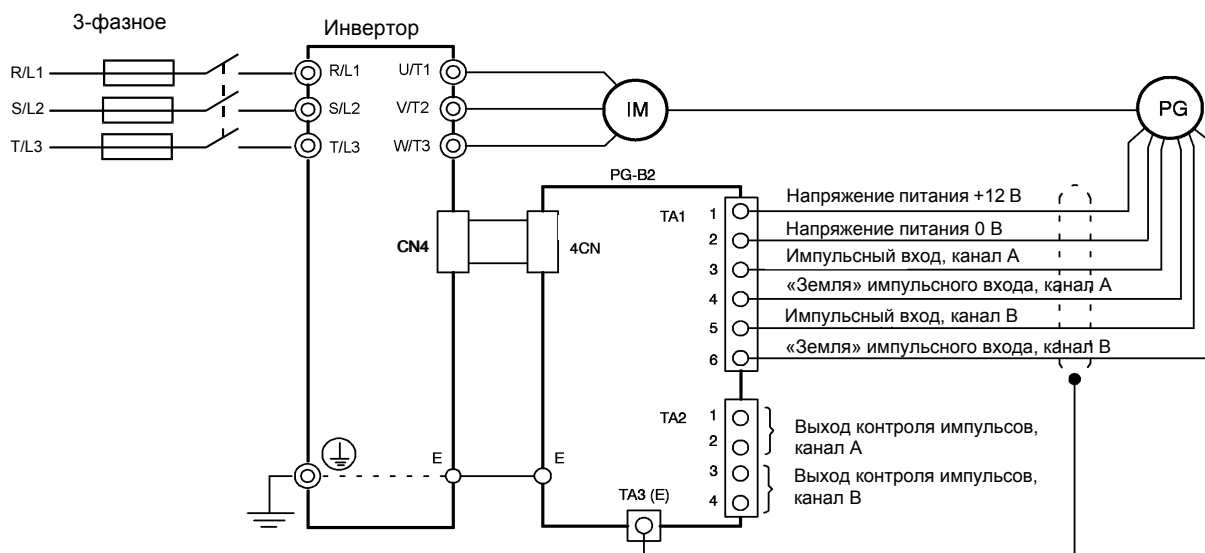 3-фазное
Инвертор
R/L1
R/L1
U/T1
S/L2
S/L2
V/T2
IM
PG
T/L3
T/L3
W/T3
PG-B2
TA1
1
Напряжение питания +12 В
2
Напряжение питания 0 В
CN4
4CN
3
Импульсный вход, канал A
4
«Земля» импульсного входа, канал A
5
Импульсный вход, канал B
6
«Земля» импульсного входа, канал B
TA2
1
2
Выход контроля импульсов,
канал A
E
E
3
4
Выход контроля импульсов,
канал B
TA3 (E)